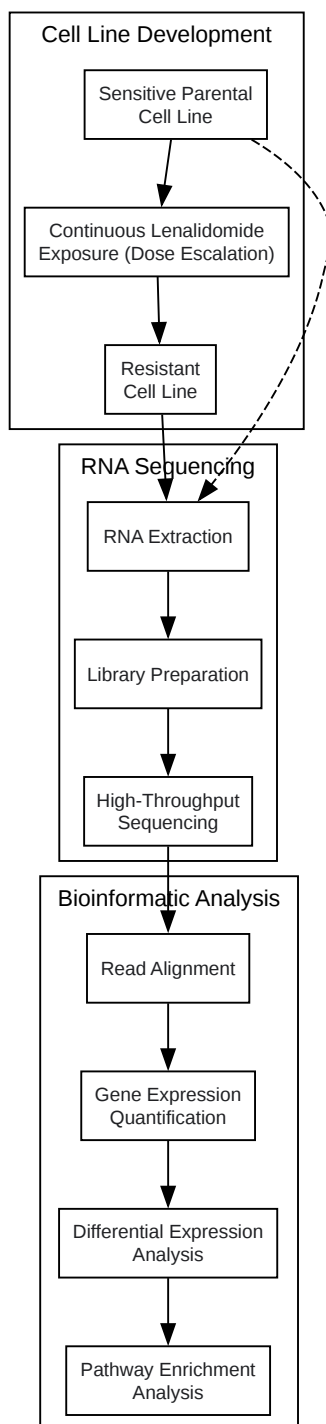 Cell Line Development
Sensitive Parental
Cell Line
Continuous Lenalidomide
Exposure (Dose Escalation)
Resistant
Cell Line
RNA Sequencing
RNA Extraction
Library Preparation
High-Throughput
Sequencing
Bioinformatic Analysis
Read Alignment
Gene Expression
Quantification
Differential Expression
Analysis
Pathway Enrichment
Analysis